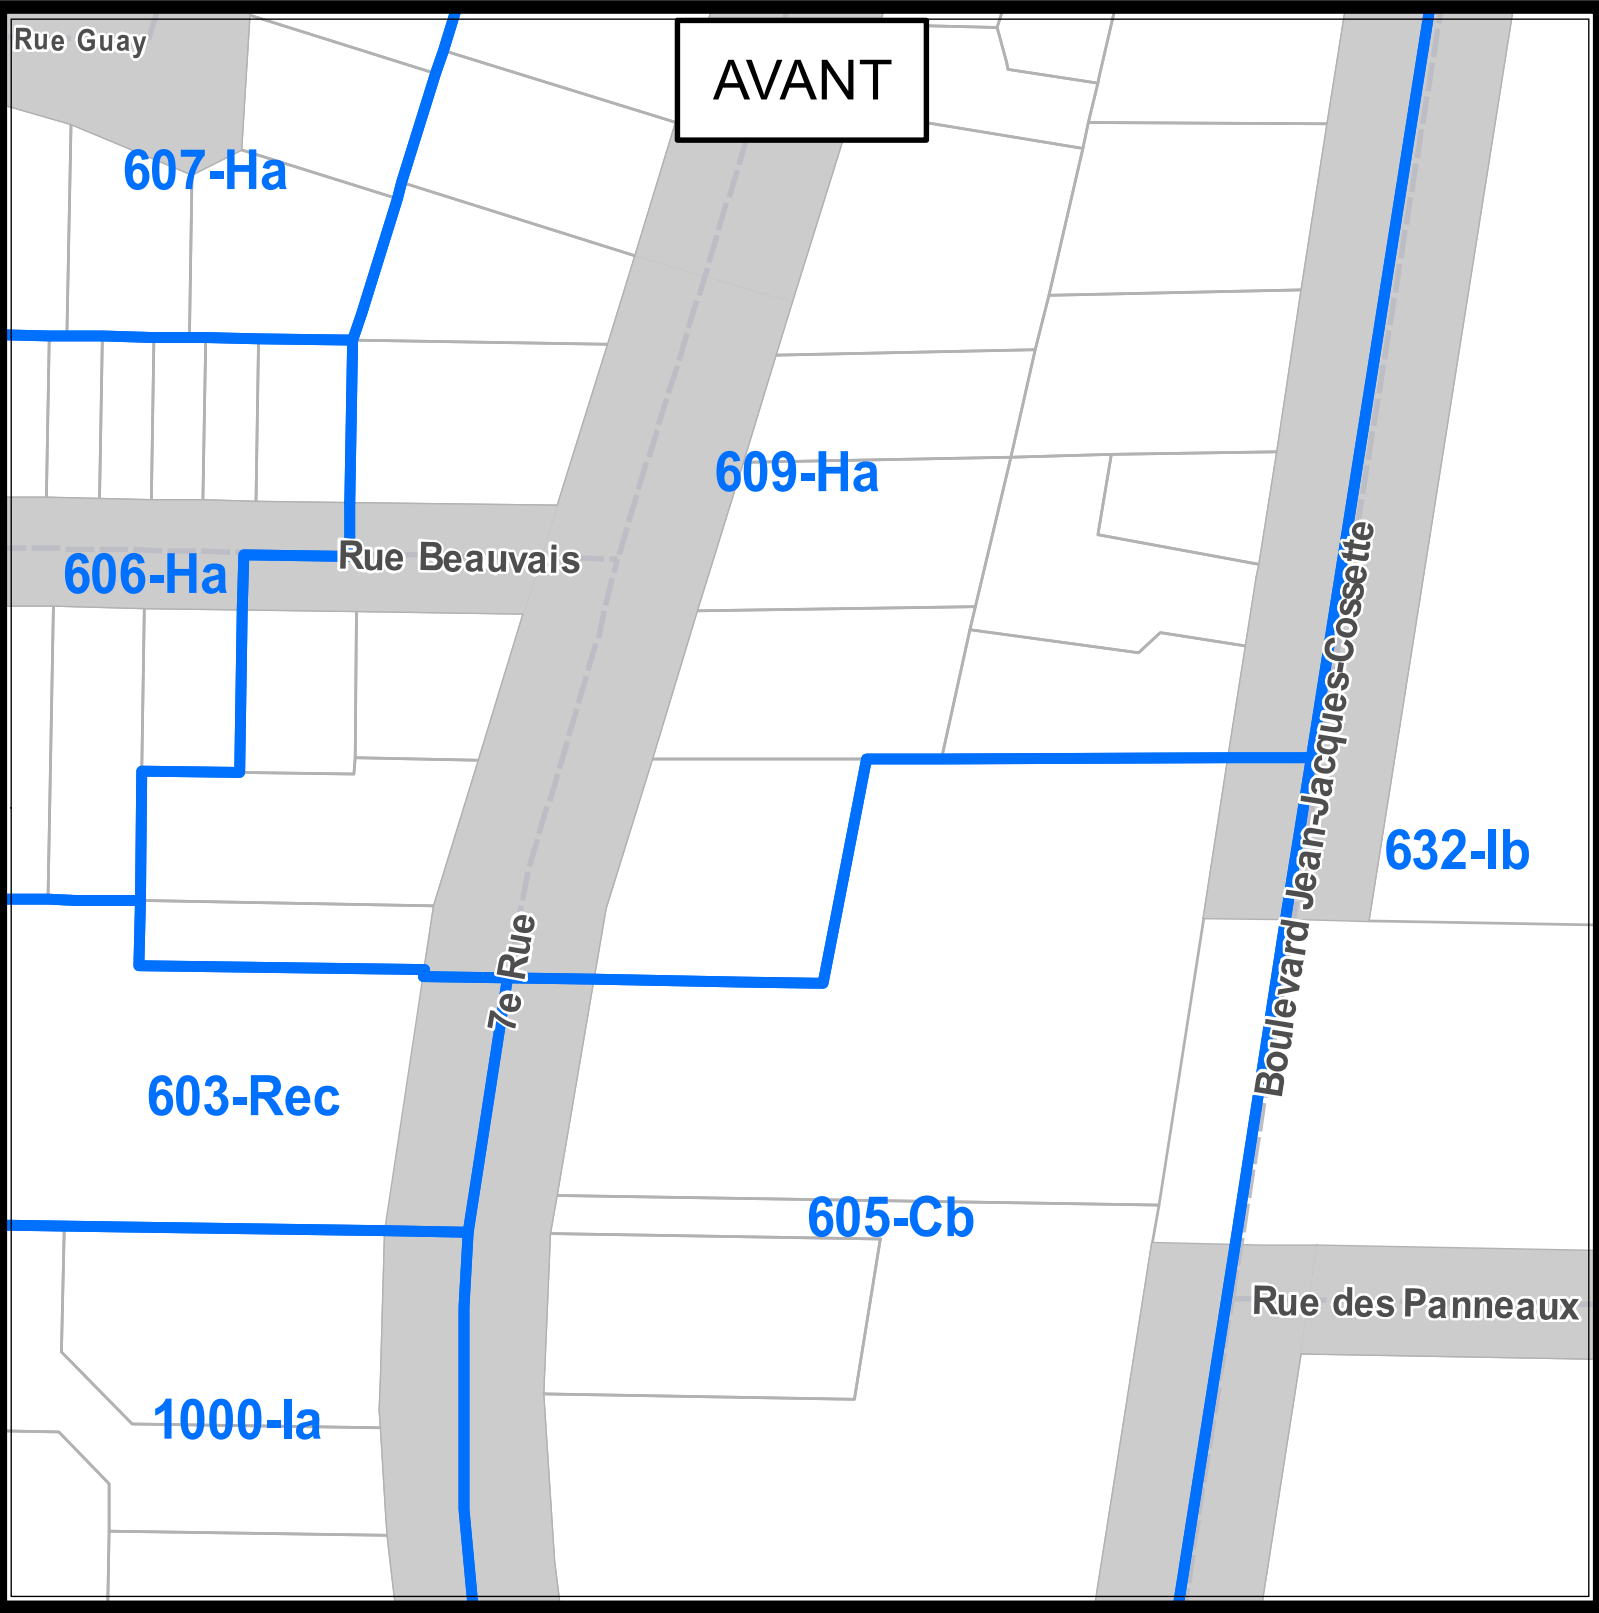 Rue Guay
AVANT
607-Ha
609-Ha
Rue Beauvais
606-Ha
Boulevard Jean-Jacques-Cossette
632-Ib
7e Rue
603-Rec
605-Cb
Rue des Panneaux
1000-Ia